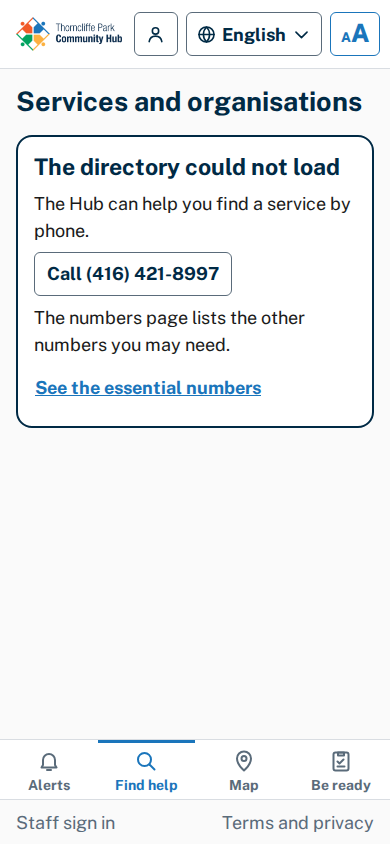 Thorncliffe Park
Community Hub
English
AA
Services and organisations
The directory could not load
The Hub can help you find a service by
phone.
Call (416) 421-8997
The numbers page lists the other
numbers you may need.
See the essential numbers
Alerts
Find help
Map
Be ready
Staff sign in
Terms and privacy